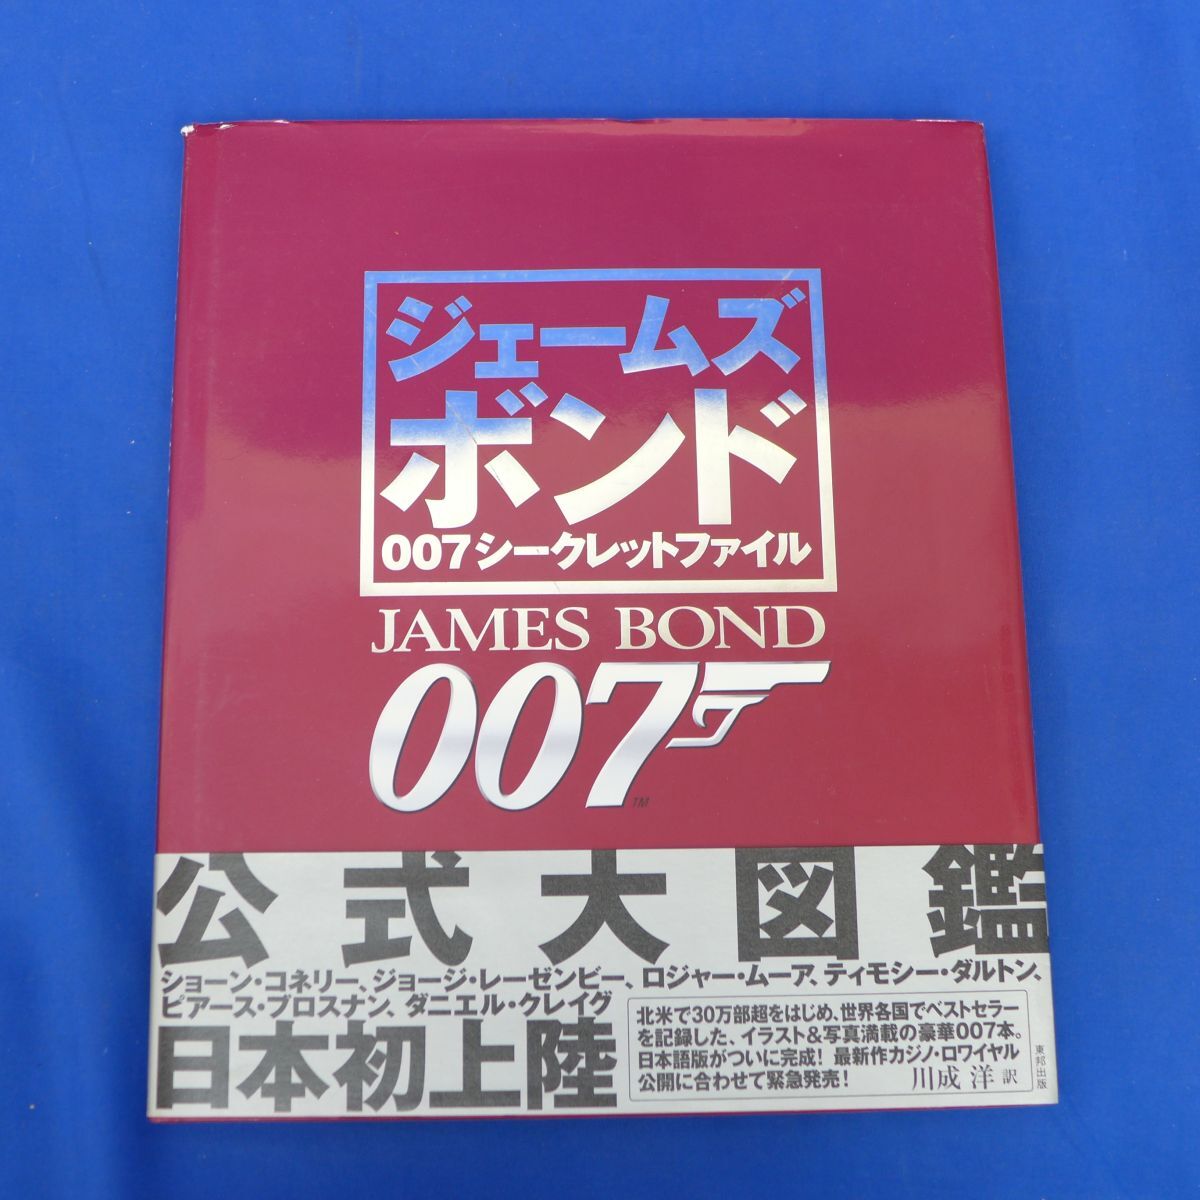 ジェームズ
ボンド
007シークレットファイル
JAMES BOND
007
TM
公式大図鑑
ショーン・コネリー、ジョージ・レーゼンビー、ロジャー・ムーア、ティモシー・ダルトン、
ピアース・ブロスナン、ダニエル・クレイグ
日本初上陸
北米で30万部超をはじめ、世界各国でベストセラー
を記録した、イラスト&写真満載の豪華007本。
日本語版がついに完成! 最新作カジノ・ロワイヤル
公開に合わせて緊急発売! 川成 洋 訳
東邦出版